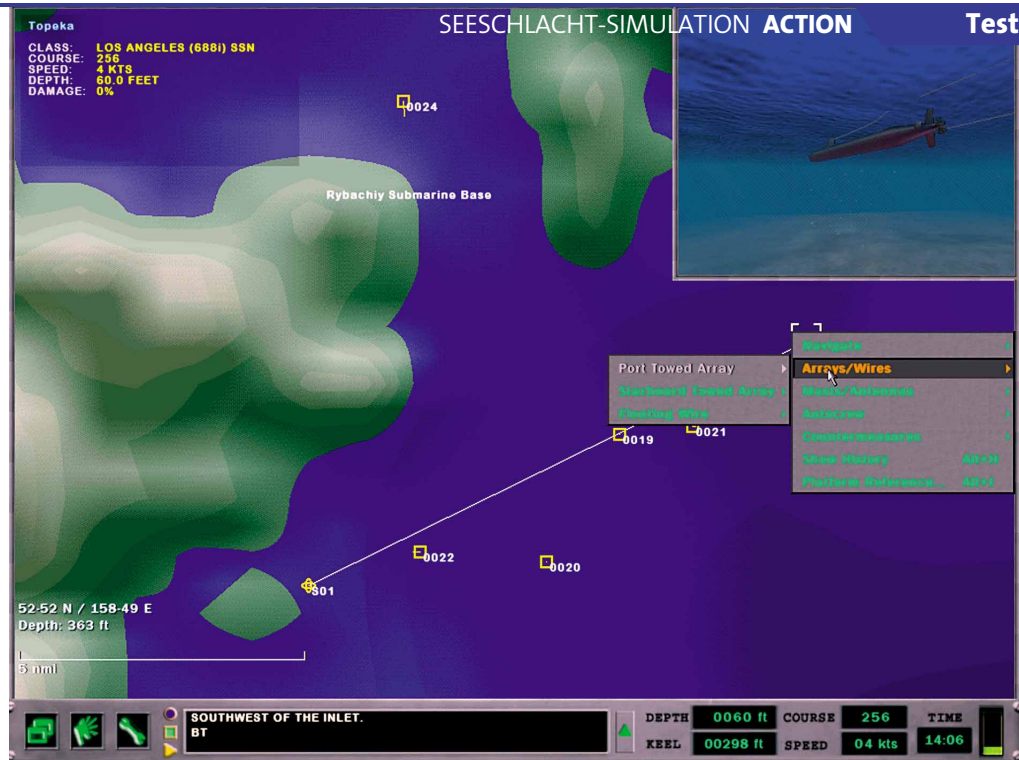 SEESCHLACHT-SIMULATION ACTION Test
Topeka
CLASS: LOS ANGELES (688i) SSN
COURSE: 256
SPEED: 4 KTS
DEPTH: 60.0 FEET
DAMAGE: 0%
0024
Rybachiy Submarine Base
Navigate
Arrays/Wires
Masts/Antennas
Autocrew
Countermeasures
Show History Alt+H
Platform Reference... Alt+I
Port Towed Array
Starboard Towed Array
Floating Wire
0019
0021
0022
0020
S01
52-52 N / 158-49 E
Depth: 363 ft
5 nmi
SOUTHWEST OF THE INLET.
BT
DEPTH 0060 ft COURSE 256 TIME
KEEL 00298 ft SPEED 04 kts 14:06